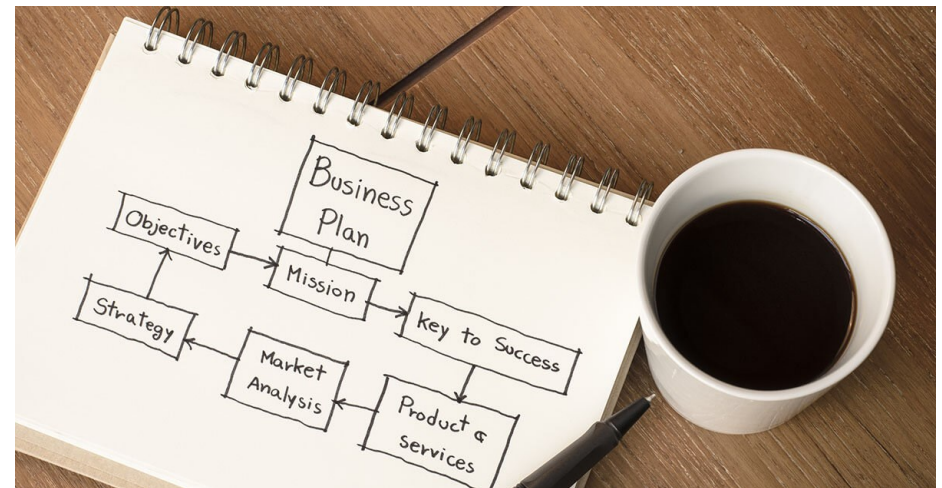 Business
Plan
Objectives
Mission
key to Success
Strategy
Market
Analysis
Product &
services